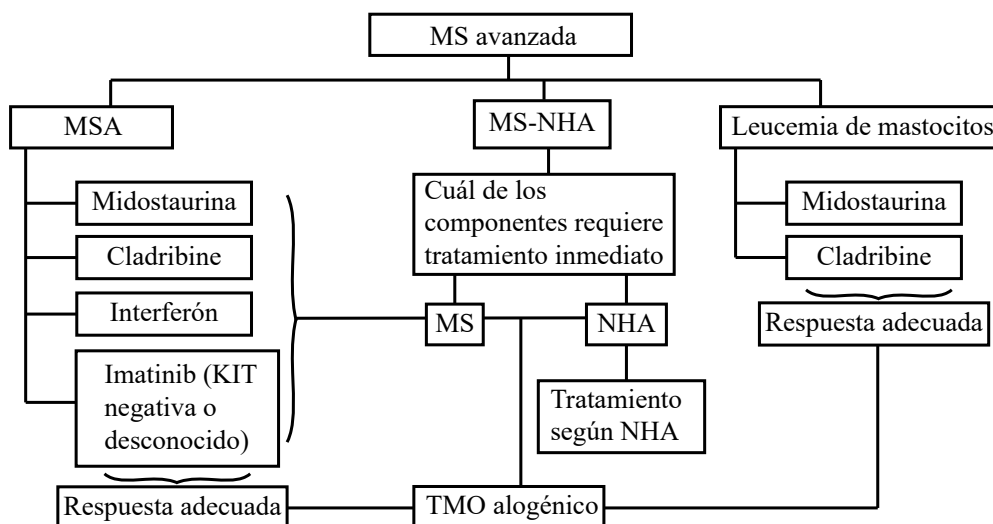 MS avanzada
MSA
MS-NHA
Leucemia de mastocitos
Midostaurina
Cladribine
Interferón
Imatinib (KIT
negativa o
desconocido)
Respuesta adecuada
Cuál de los
componentes requiere
tratamiento inmediato
MS
NHA
Tratamiento
según NHA
TMO alogénico
Midostaurina
Cladribine
Respuesta adecuada